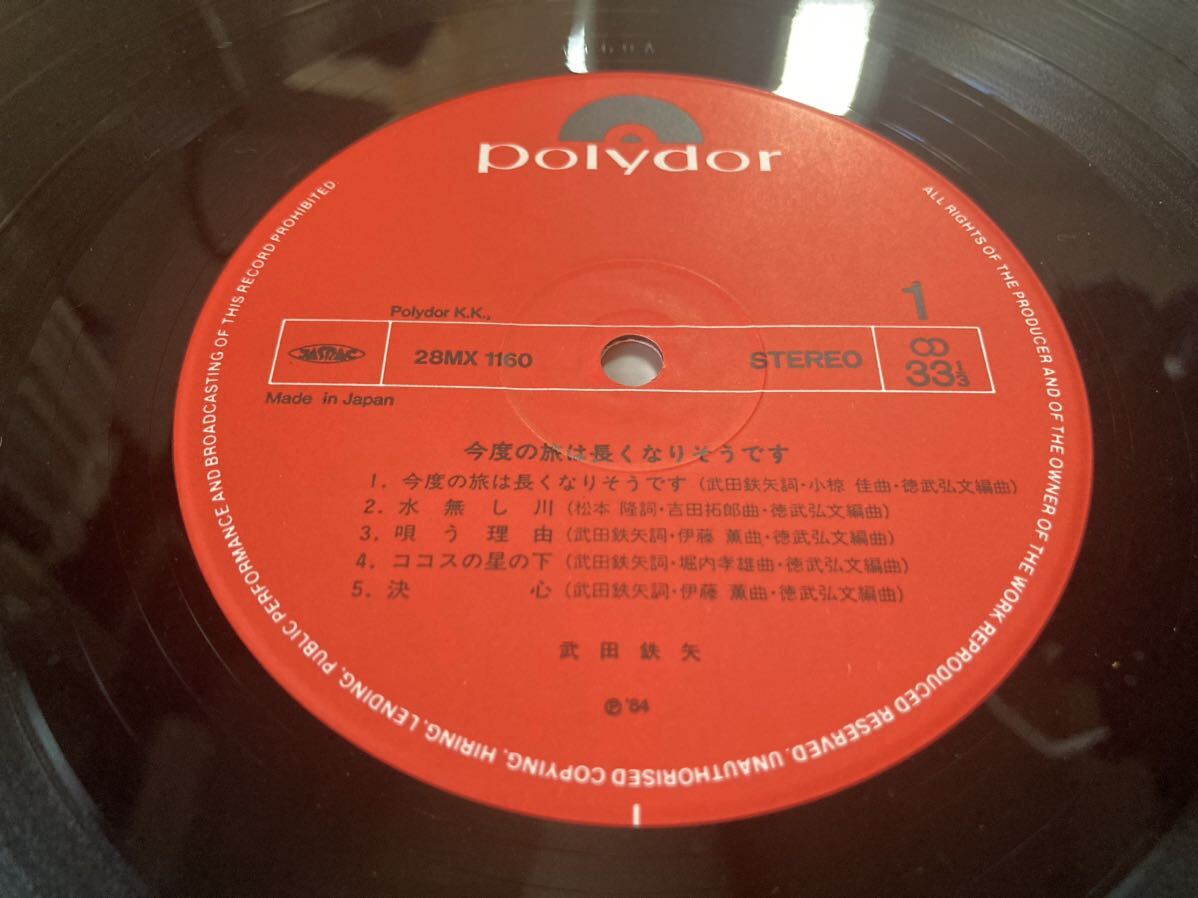 polydor
1
Polydor K.K.,
JASRAC
28MX 1160
STEREO
33 1/3
Made in Japan
今度の旅は長くなりそうです
1. 今度の旅は長くなりそうです (武田鉄矢詞・小椋 佳曲・徳武弘文編曲)
2. 水無し川 (松本 隆詞・吉田拓郎曲・徳武弘文編曲)
3. 唄う理由 (武田鉄矢詞・伊藤 薫曲・徳武弘文編曲)
4. ココスの星の下 (武田鉄矢詞・堀内孝雄曲・徳武弘文編曲)
5. 決心 (武田鉄矢詞・伊藤 薫曲・徳武弘文編曲)
武田鉄矢
Ⓟ '84
ALL RIGHTS OF THE PRODUCER AND OF THE OWNER OF THE WORK REPRODUCED RESERVED. UNAUTHORISED COPYING, HIRING, LENDING, PUBLIC PERFORMANCE AND BROADCASTING OF THIS RECORD PROHIBITED.